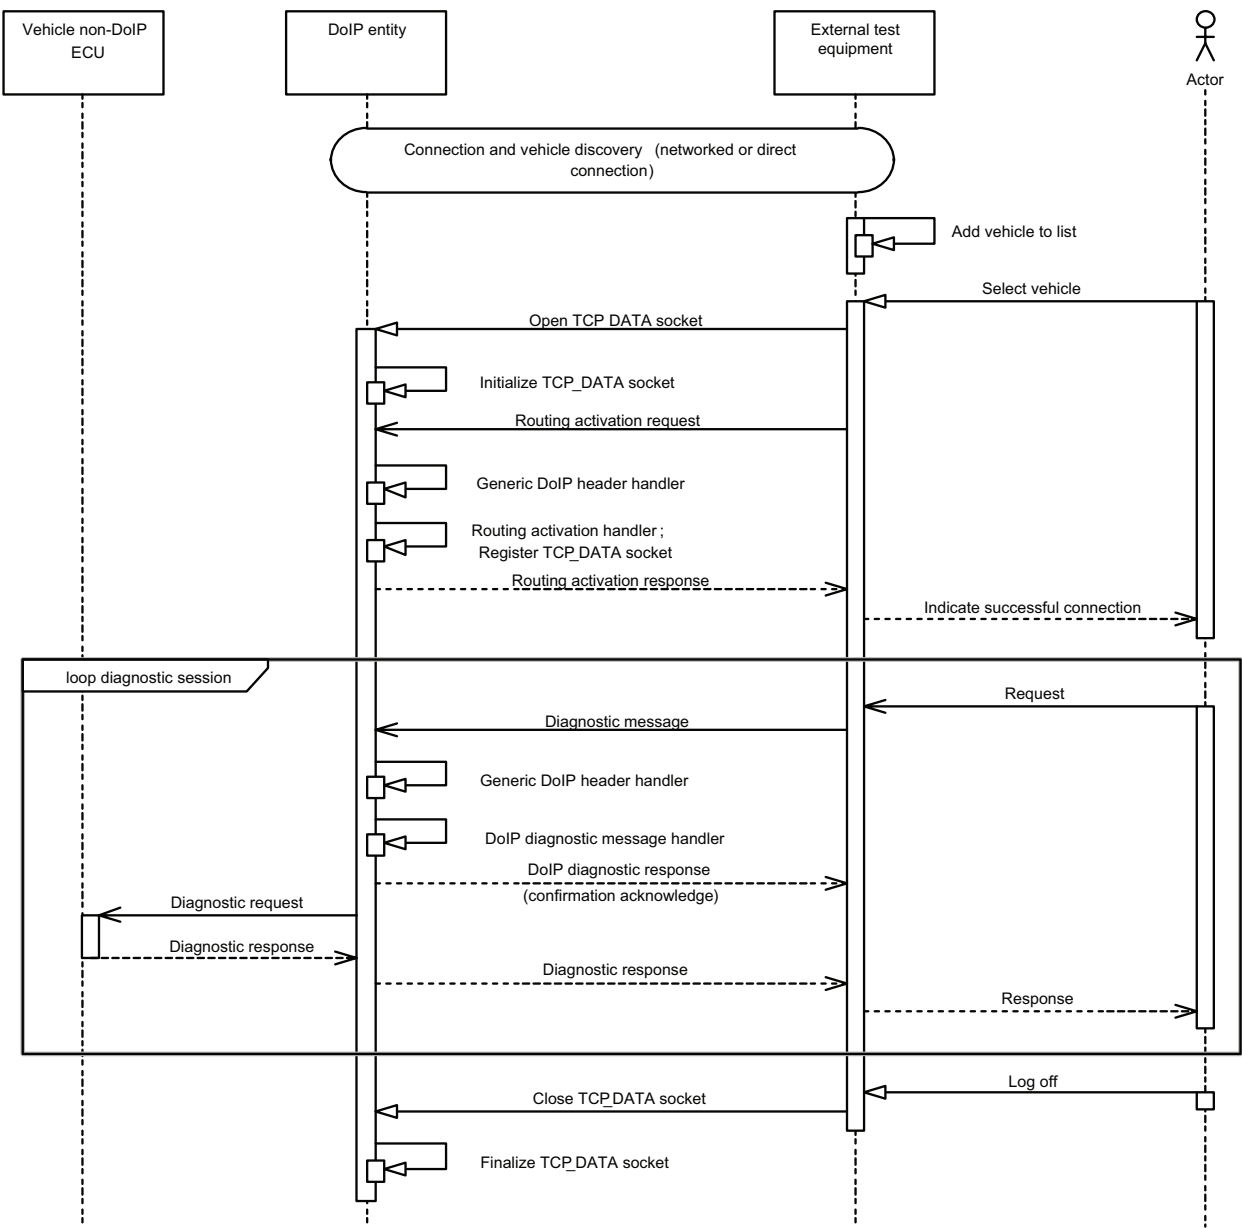 Vehicle non-DoIP
ECU
DoIP entity
External test
equipment
Actor
Connection and vehicle discovery (networked or direct
connection)
Add vehicle to list
Select vehicle
Open TCP DATA socket
Initialize TCP_DATA socket
Routing activation request
Generic DoIP header handler
Routing activation handler ;
Register TCP_DATA socket
Routing activation response
Indicate successful connection
loop diagnostic session
Request
Diagnostic message
Generic DoIP header handler
DoIP diagnostic message handler
DoIP diagnostic response
(confirmation acknowledge)
Diagnostic request
Diagnostic response
Diagnostic response
Response
Log off
Close TCP_DATA socket
Finalize TCP_DATA socket